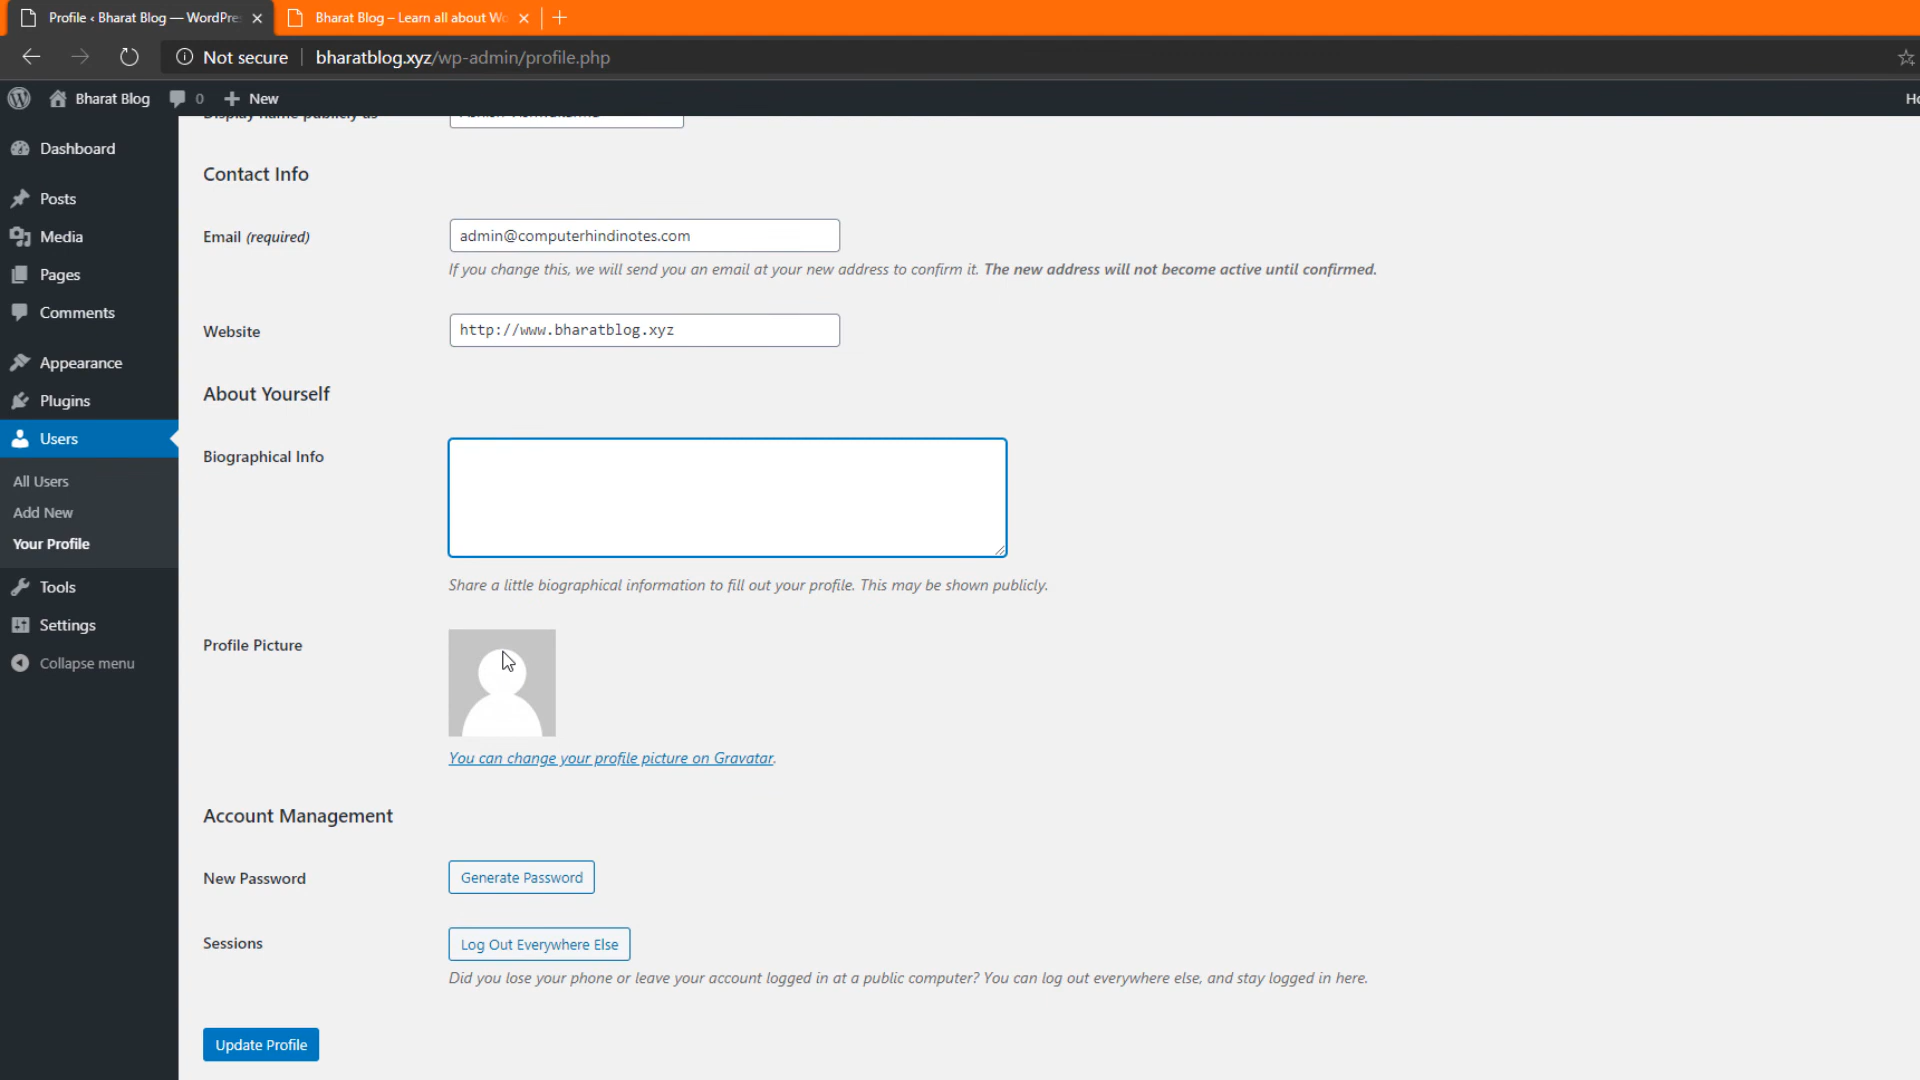 Profile ‹ Bharat Blog — WordPre
Bharat Blog – Learn all about Wo
Not secure
bharatblog.xyz/wp-admin/profile.php
Bharat Blog
0
New
Dashboard
Posts
Media
Pages
Comments
Appearance
Plugins
Users
All Users
Add New
Your Profile
Tools
Settings
Collapse menu
Display name publicly as
Contact Info
Email (required)
admin@computerhindinotes.com
If you change this, we will send you an email at your new address to confirm it. The new address will not become active until confirmed.
Website
http://www.bharatblog.xyz
About Yourself
Biographical Info
Share a little biographical information to fill out your profile. This may be shown publicly.
Profile Picture
You can change your profile picture on Gravatar.
Account Management
New Password
Generate Password
Sessions
Log Out Everywhere Else
Did you lose your phone or leave your account logged in at a public computer? You can log out everywhere else, and stay logged in here.
Update Profile